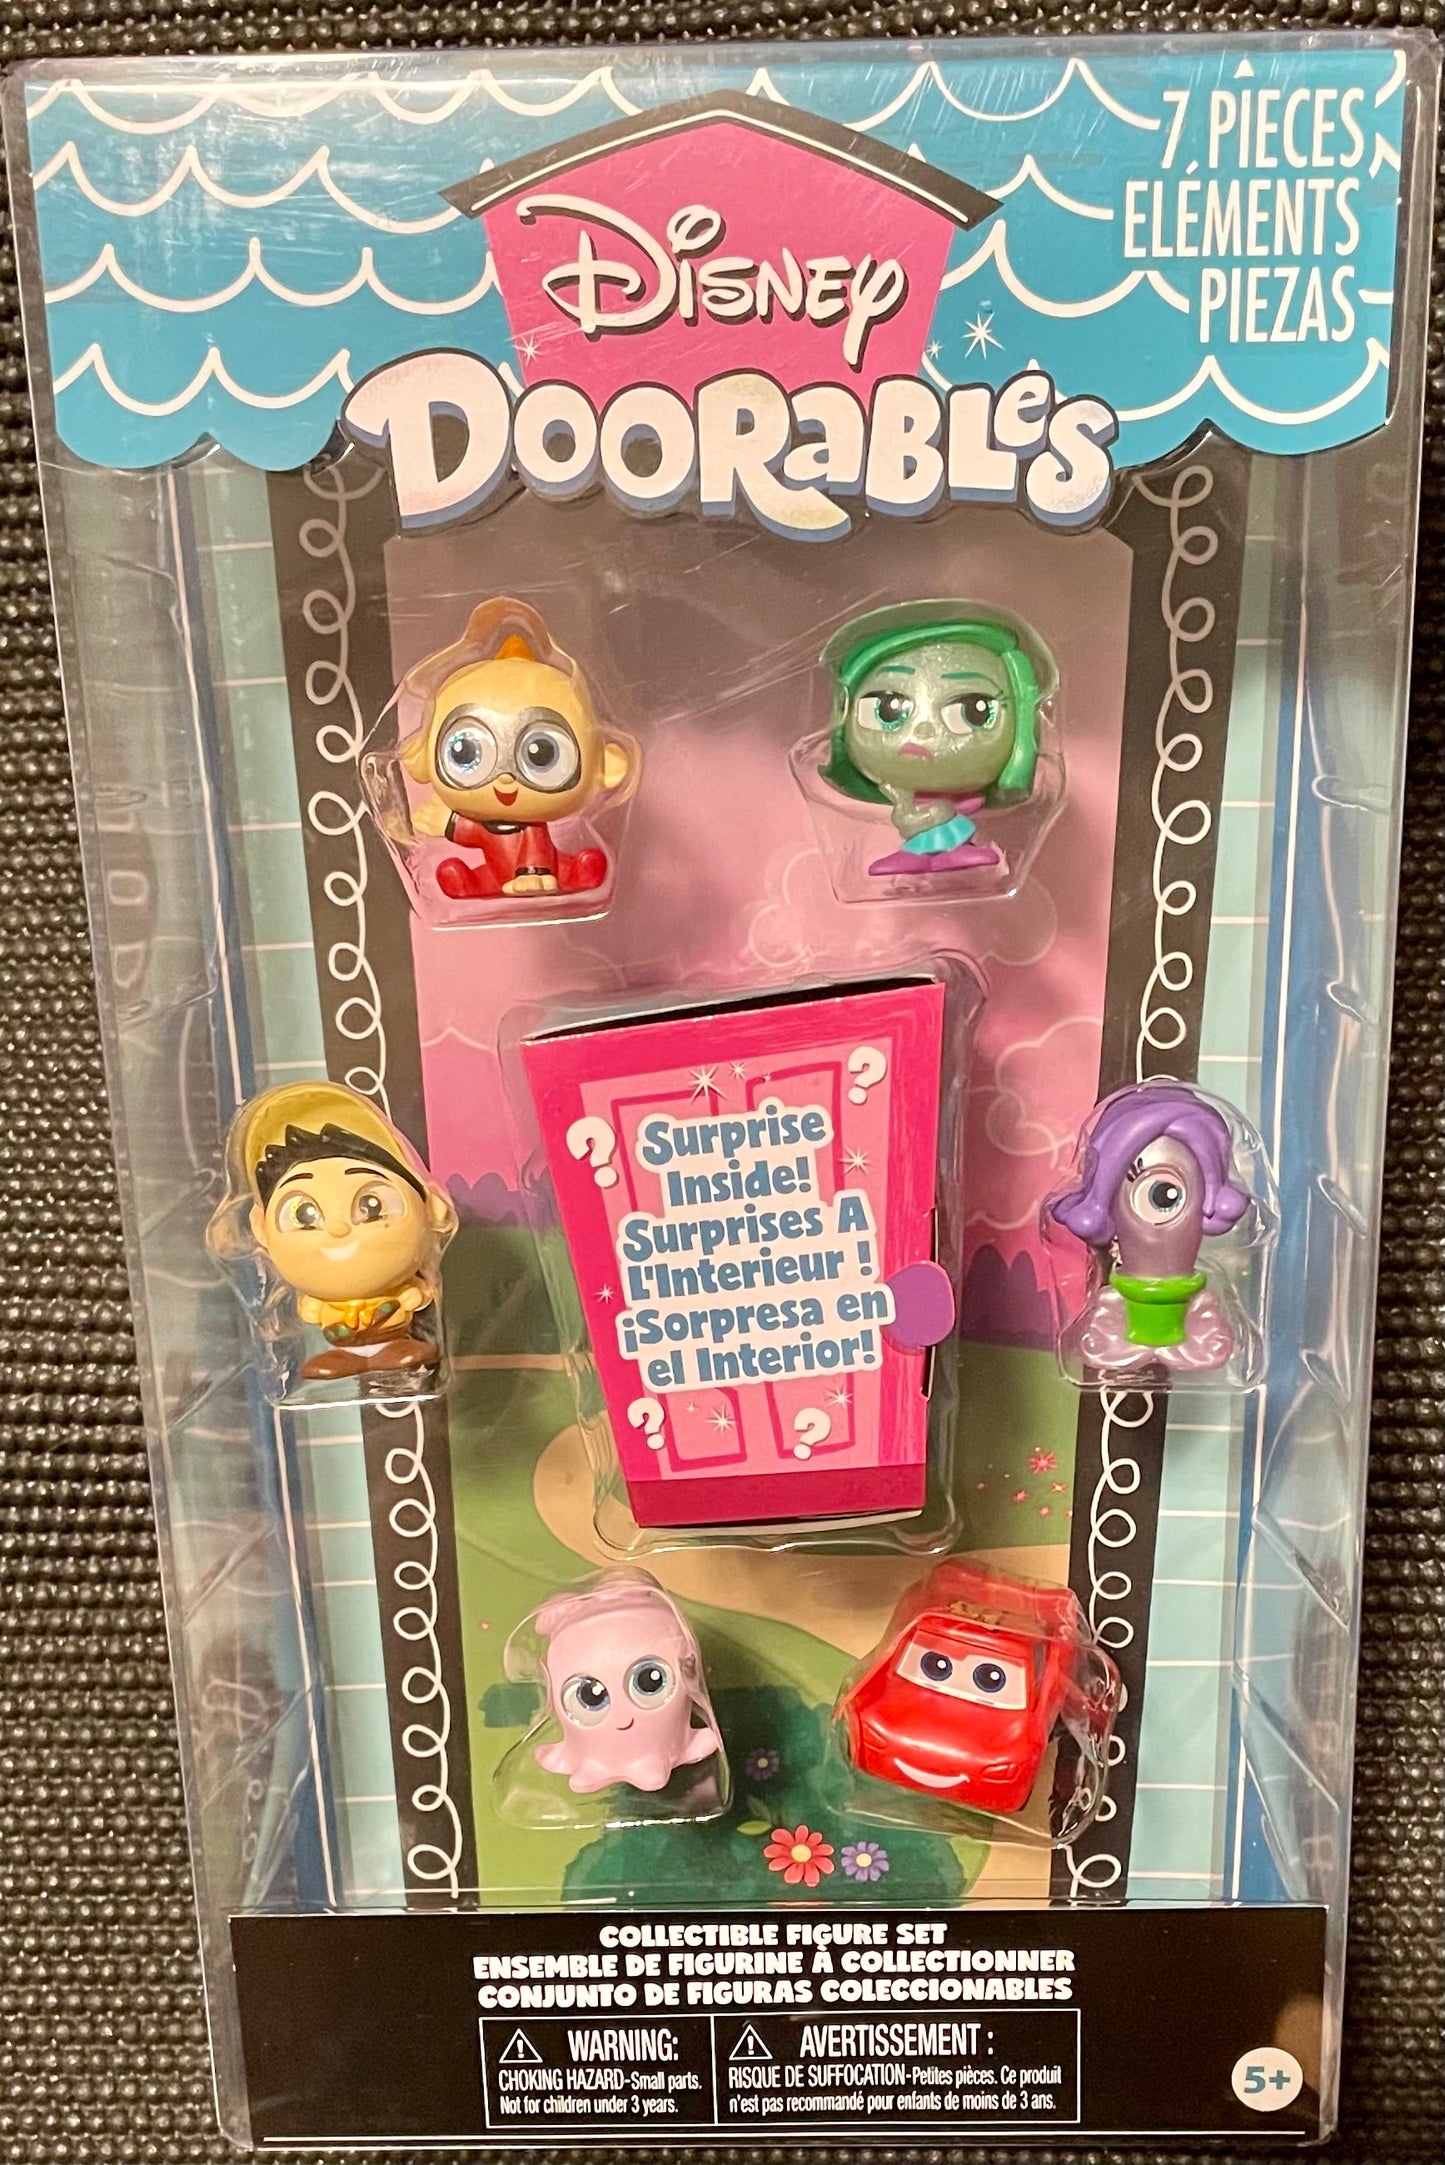 7 PIECES
ELÉMENTS
PIEZAS
DISNEY
DOORABLES
Surprise
Inside!
Surprises A
L'Interieur !
¡Sorpresa en
el Interior!
COLLECTIBLE FIGURE SET
ENSEMBLE DE FIGURINE À COLLECTIONNER
CONJUNTO DE FIGURAS COLECCIONABLES
WARNING:
CHOKING HAZARD-Small parts.
Not for children under 3 years.
AVERTISSEMENT :
RISQUE DE SUFFOCATION-Petites pièces. Ce produit
n'est pas recommandé pour enfants de moins de 3 ans.
5+